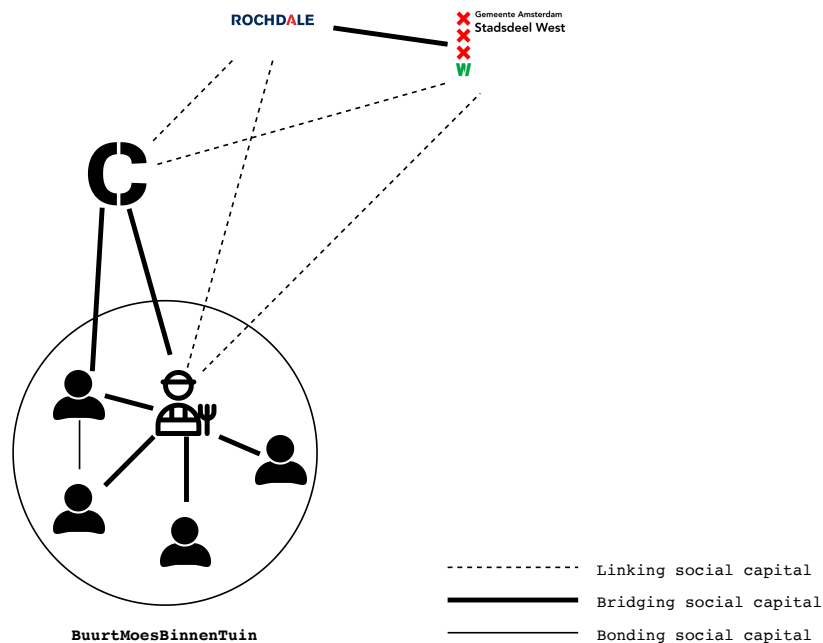 ROCHDALE
Gemeente Amsterdam
Stadsdeel West
W
C
BuurtMoesBinnenTuin
Linking social capital
Bridging social capital
Bonding social capital